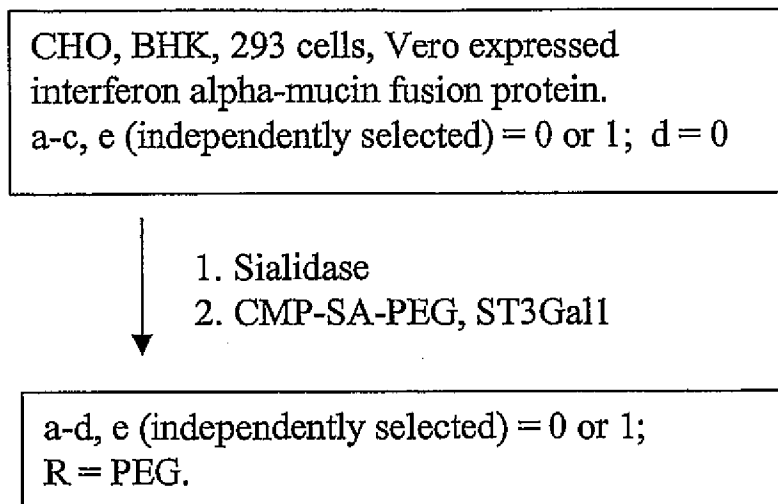 CHO, BHK, 293 cells, Vero expressed
interferon alpha-mucin fusion protein.
a-c, e (independently selected) = 0 or 1; d = 0
1. Sialidase
2. CMP-SA-PEG, ST3Gal1
a-d, e (independently selected) = 0 or 1;
R = PEG.